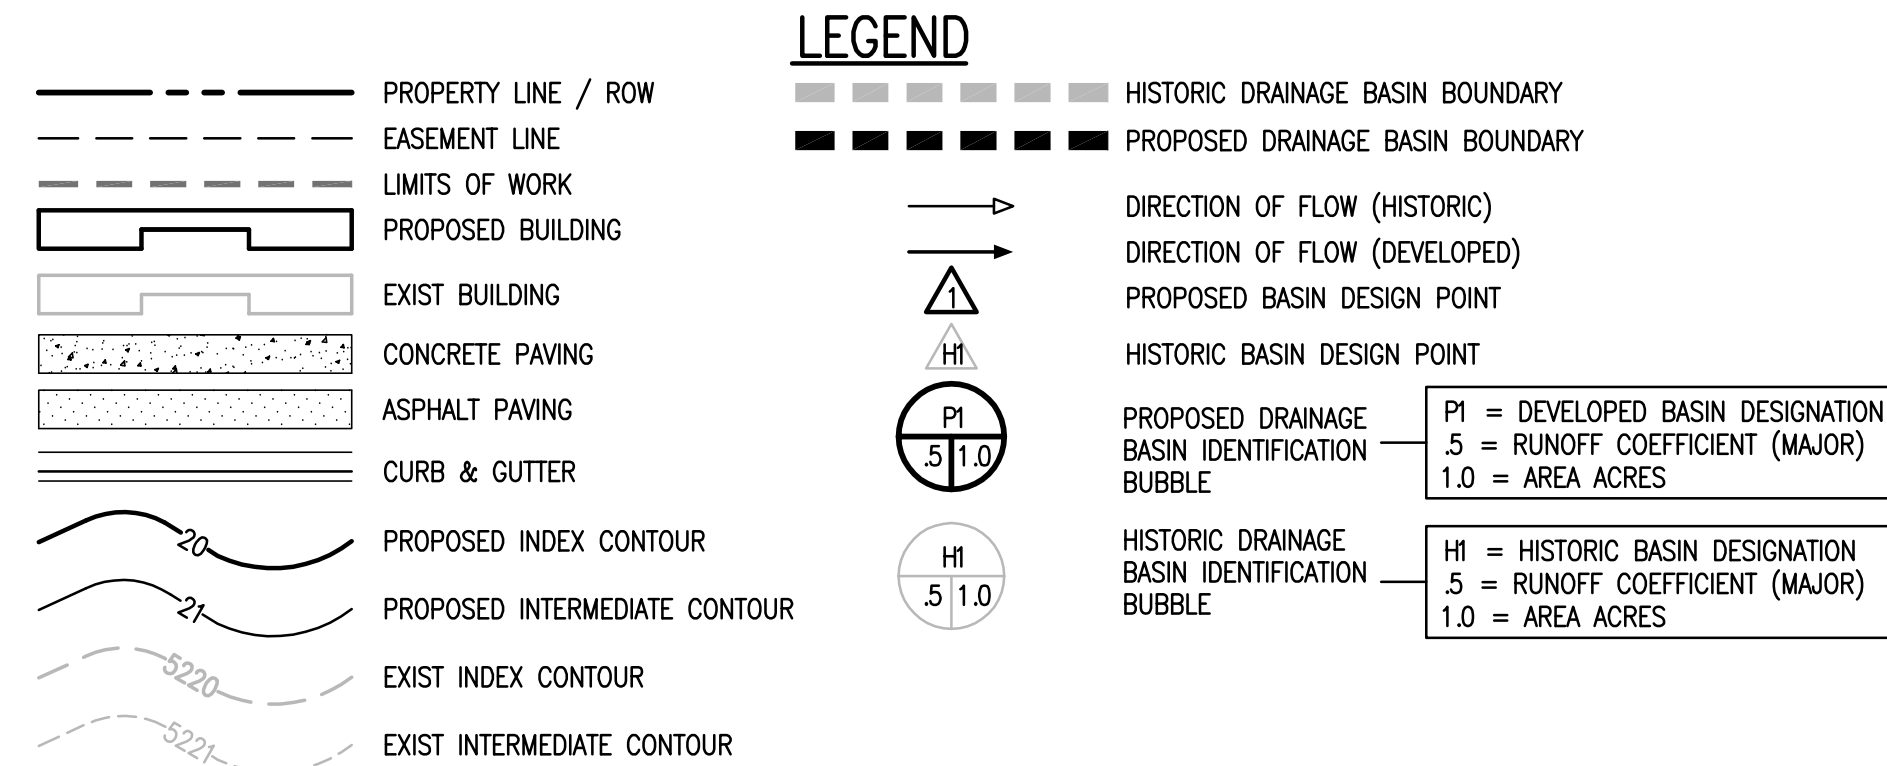 LEGEND
PROPERTY LINE / ROW
EASEMENT LINE
LIMITS OF WORK
PROPOSED BUILDING
EXIST BUILDING
CONCRETE PAVING
ASPHALT PAVING
CURB & GUTTER
20
PROPOSED INDEX CONTOUR
21
PROPOSED INTERMEDIATE CONTOUR
5220
EXIST INDEX CONTOUR
5221
EXIST INTERMEDIATE CONTOUR
HISTORIC DRAINAGE BASIN BOUNDARY
PROPOSED DRAINAGE BASIN BOUNDARY
DIRECTION OF FLOW (HISTORIC)
DIRECTION OF FLOW (DEVELOPED)
1
PROPOSED BASIN DESIGN POINT
H1
HISTORIC BASIN DESIGN POINT
P1
.5 1.0
PROPOSED DRAINAGE
BASIN IDENTIFICATION
BUBBLE
P1 = DEVELOPED BASIN DESIGNATION
.5 = RUNOFF COEFFICIENT (MAJOR)
1.0 = AREA ACRES
H1
.5 1.0
HISTORIC DRAINAGE
BASIN IDENTIFICATION
BUBBLE
H1 = HISTORIC BASIN DESIGNATION
.5 = RUNOFF COEFFICIENT (MAJOR)
1.0 = AREA ACRES